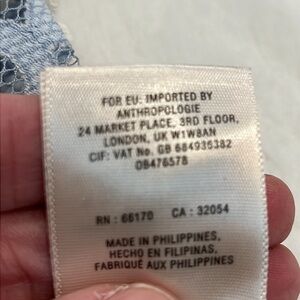 FOR EU: IMPORTED BY
ANTHROPOLOGIE
24 MARKET PLACE, 3RD FLOOR,
LONDON, UK W1W8AN
CIF: VAT No. GB 684935382
OB476578
RN : 66170 CA : 32054
MADE IN PHILIPPINES,
HECHO EN FILIPINAS,
FABRIQUÉ AUX PHILIPPINES